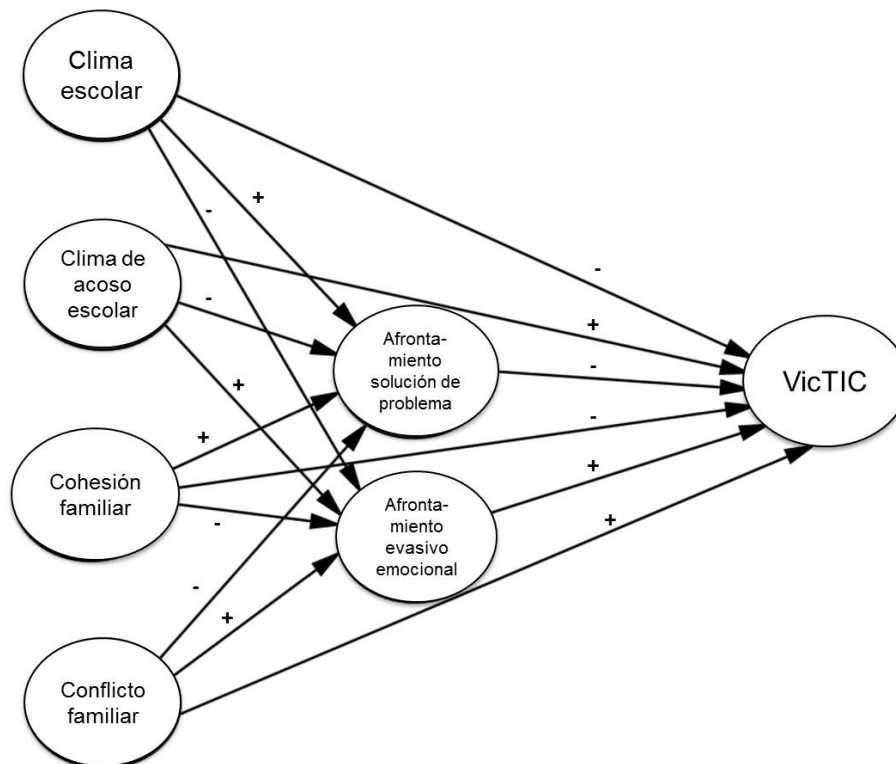 Clima
escolar
+
-
Clima de
acoso
escolar
-
-
+
Afronta-
miento
solución de
problema
-
VicTIC
+
+
-
Cohesión
familiar
+
Afronta-
miento
evasivo
emocional
-
+
-
+
Conflicto
familiar